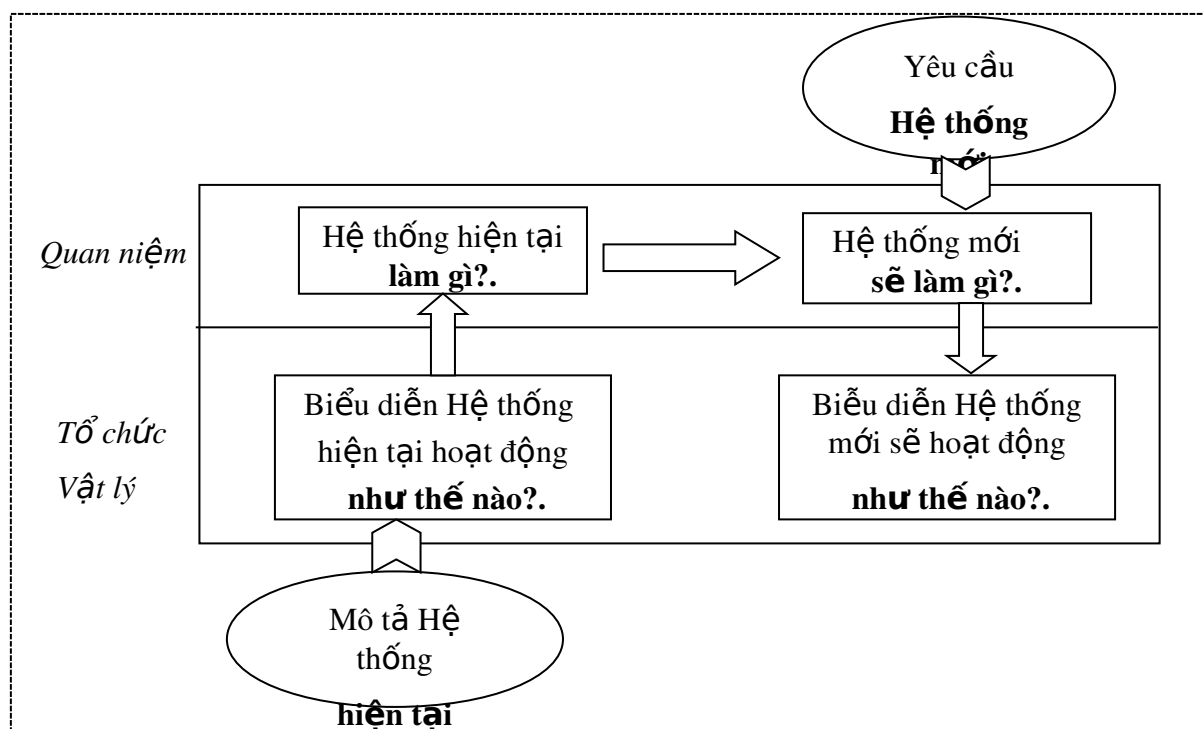 Yêu cầu
Hệ thống
mới
Quan niệm
Hệ thống hiện tại
làm gì?.
Hệ thống mới
sẽ làm gì?.
Tổ chức
Vật lý
Biểu diễn Hệ thống
hiện tại hoạt động
như thế nào?.
Biễu diễn Hệ thống
mới sẽ hoạt động
như thế nào?.
Mô tả Hệ
thống
hiện tại